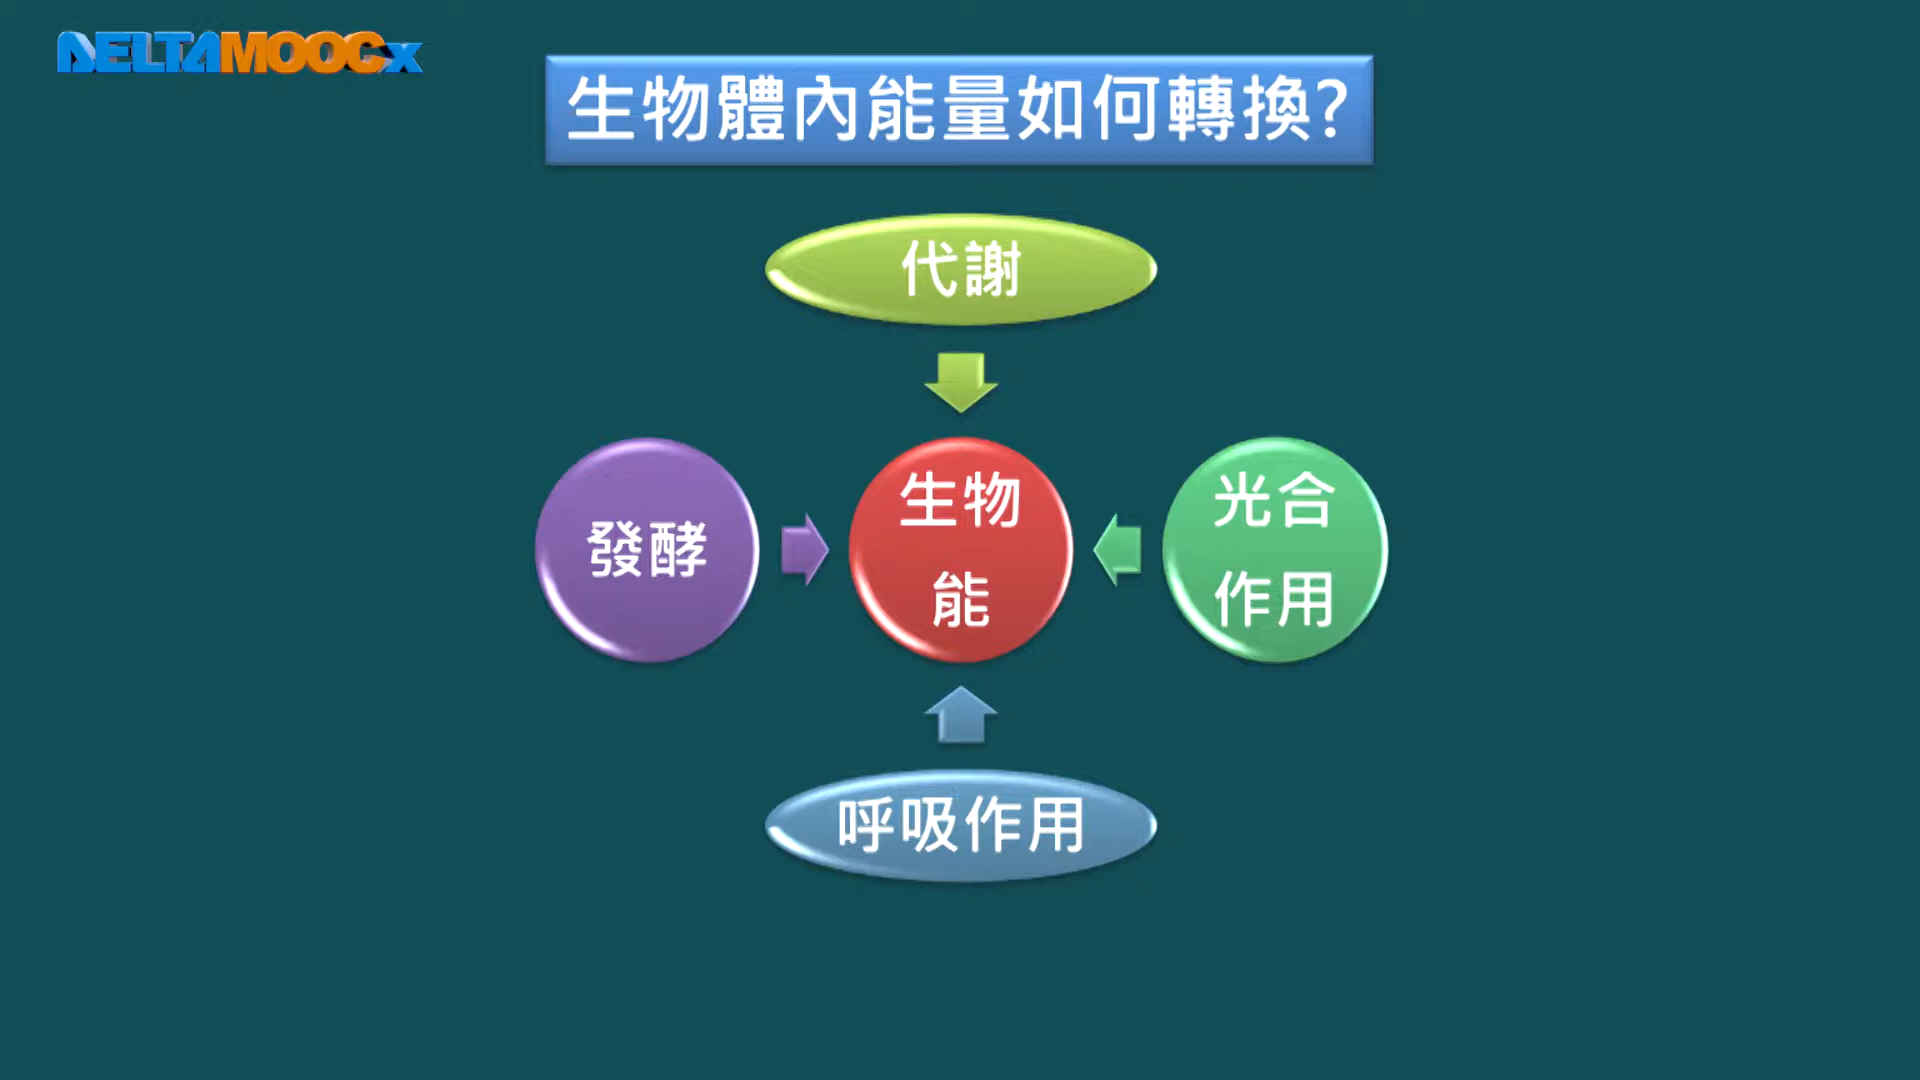 DELTAMOOCx
生物體內能量如何轉換?
代謝
發酵
生物
能
光合
作用
呼吸作用